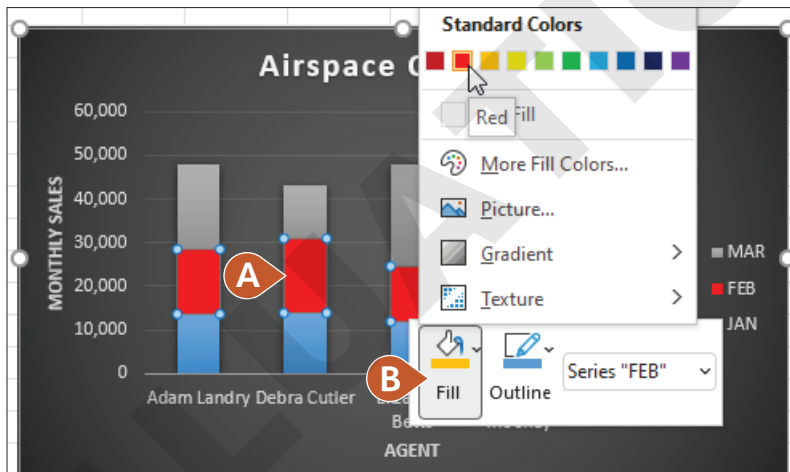 Standard Colors
Airspace C
Red
Fill
More Fill Colors...
Picture...
Gradient
Texture
60,000
50,000
40,000
30,000
20,000
10,000
0
MONTHLY SALES
A
MAR
FEB
JAN
B
Fill
Outline
Series "FEB"
Adam Landry
Debra Cutler
AGENT